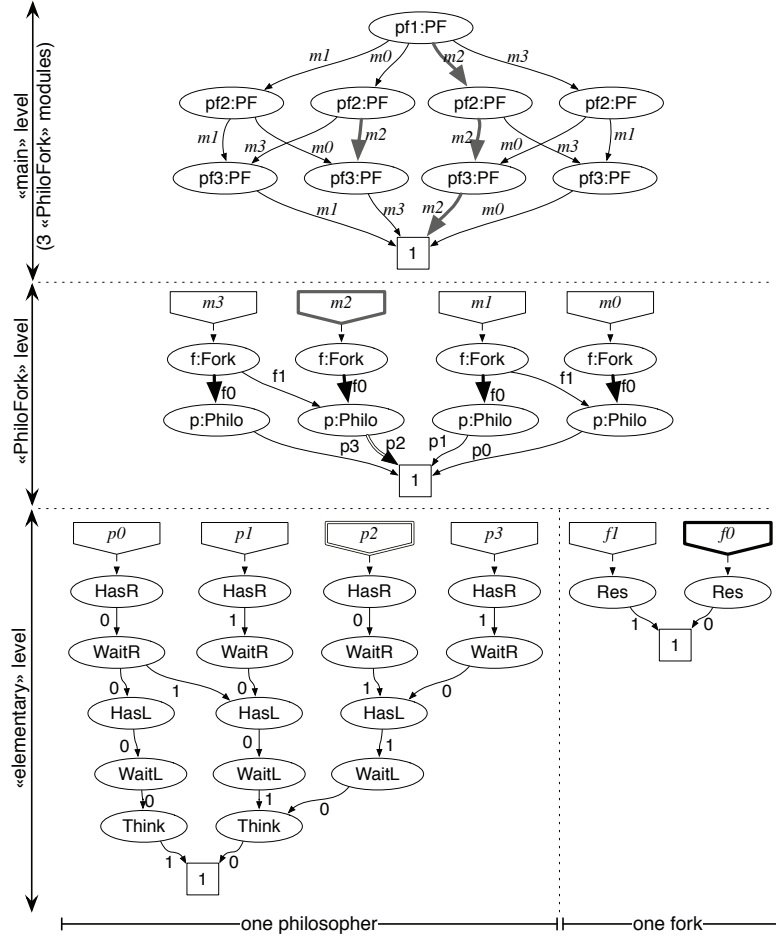 «main» level
(3 «PhiloFork» modules)
pf1:PF
m1
m0
m2
m3
pf2:PF
pf2:PF
pf2:PF
pf2:PF
m1
m3
m0
m2
m2
m0
m3
m1
pf3:PF
pf3:PF
pf3:PF
pf3:PF
m1
m3
m2
m0
1
«PhiloFork» level
m3
m2
m1
m0
f:Fork
f:Fork
f:Fork
f:Fork
f0
f1
f0
f0
f1
f0
p:Philo
p:Philo
p:Philo
p:Philo
p3
p2
p1
p0
1
«elementary» level
p0
p1
p2
p3
f1
f0
HasR
HasR
HasR
HasR
Res
Res
0
1
0
1
1
0
1
WaitR
WaitR
WaitR
WaitR
0
1
0
1
0
HasL
HasL
HasL
0
0
1
WaitL
WaitL
WaitL
0
1
0
Think
Think
1
0
1
one philosopher
one fork